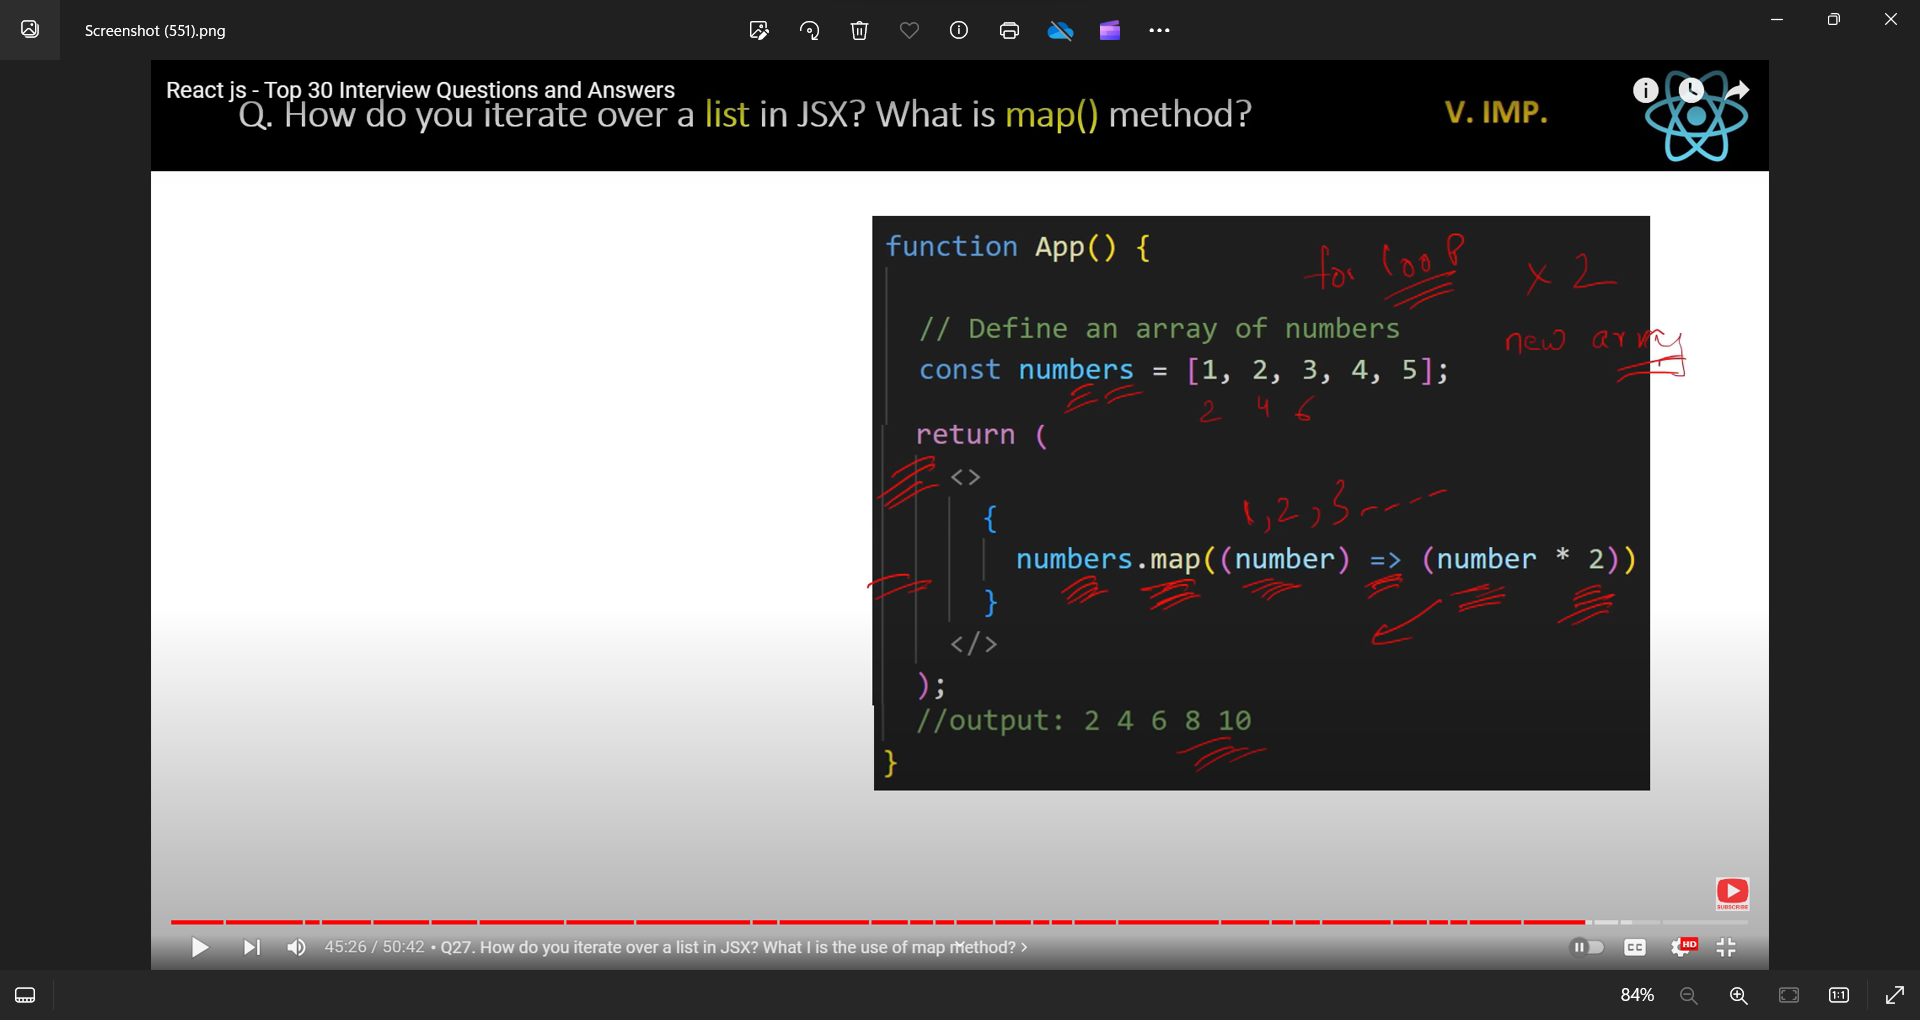 Screenshot (551).png
React js - Top 30 Interview Questions and Answers
Q. How do you iterate over a list in JSX? What is map() method?
V. IMP.
function App() {
for loop
x 2
// Define an array of numbers
new array
const numbers = [1, 2, 3, 4, 5];
2 4 6
return (
<>
{
1, 2, 3 - - - -
numbers.map((number) => (number * 2))
}
</>
);
//output: 2 4 6 8 10
}
SUBSCRIBE
45:26 / 50:42 • Q27. How do you iterate over a list in JSX? What I is the use of map method? >
CC
HD
84%
1:1